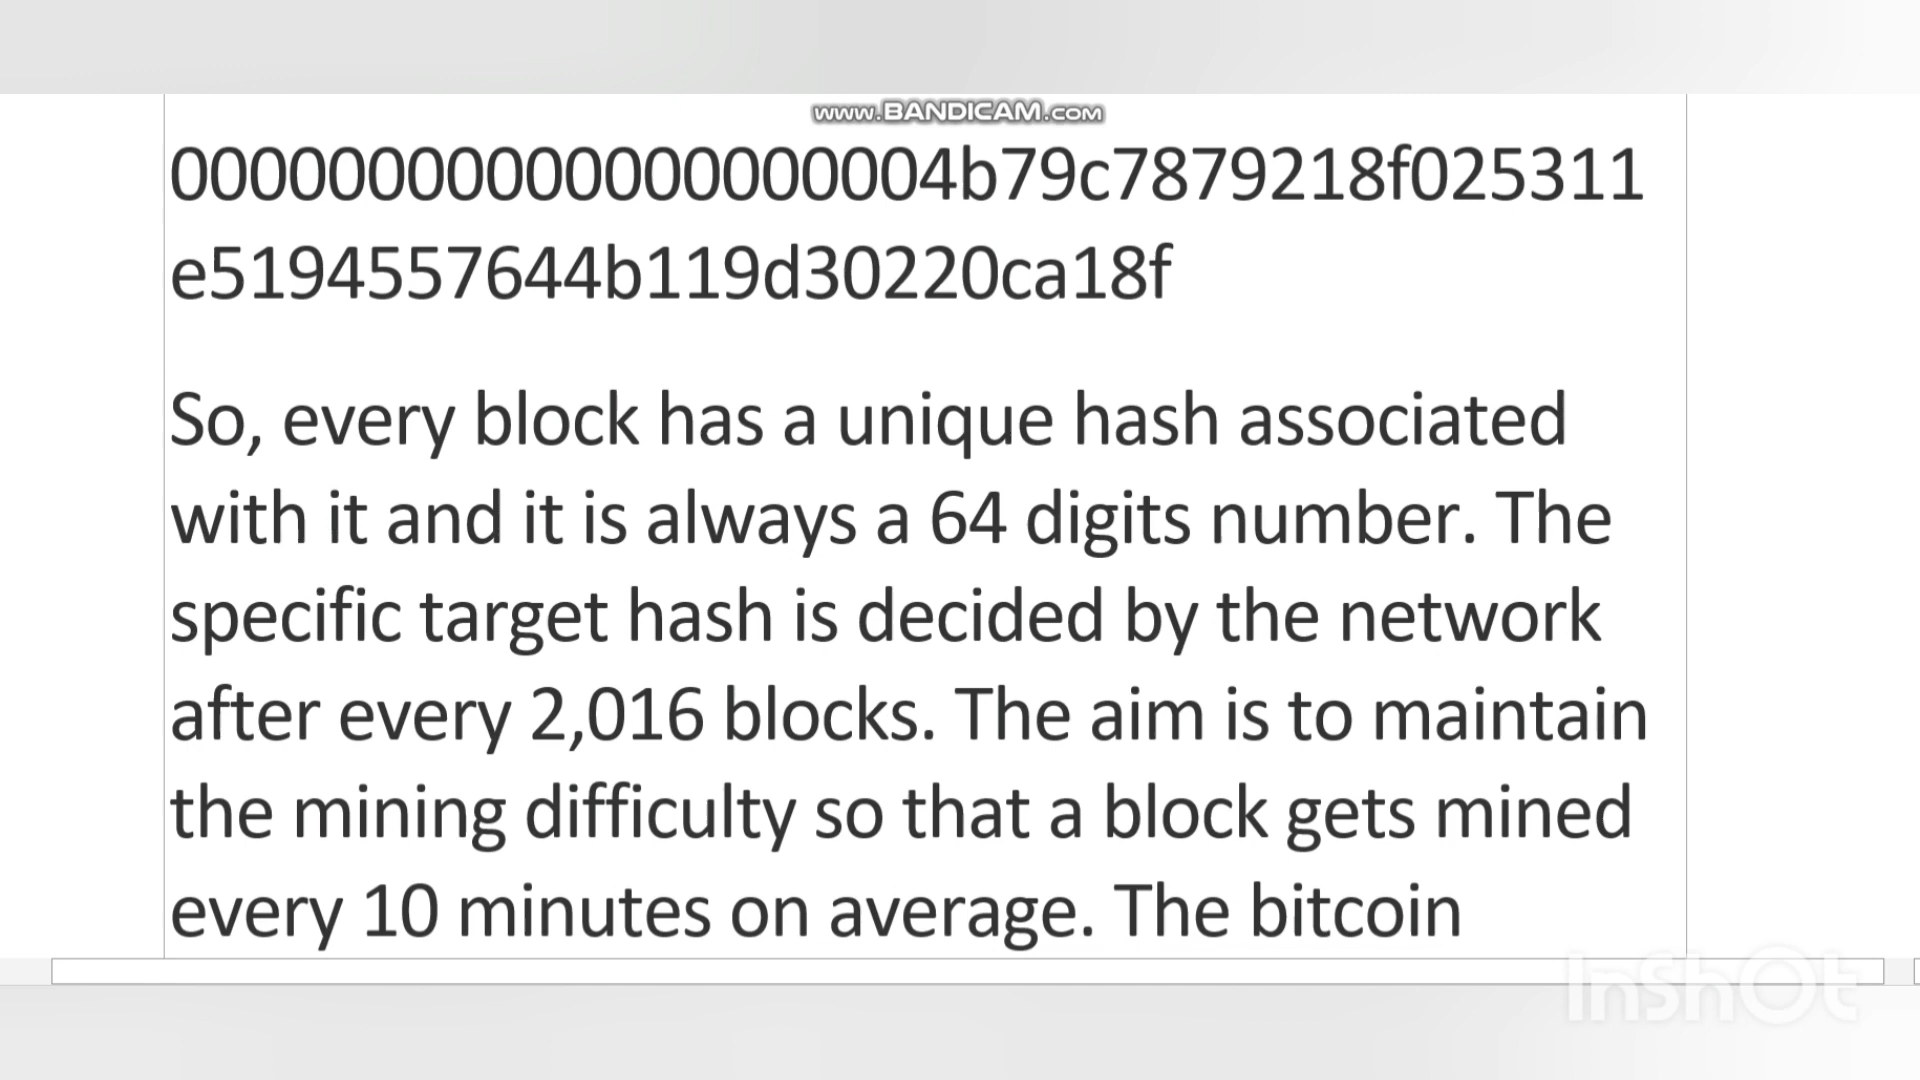 www.BANDICAM.com
00000000000000000004b79c7879218f025311
e5194557644b119d30220ca18f
So, every block has a unique hash associated
with it and it is always a 64 digits number. The
specific target hash is decided by the network
after every 2,016 blocks. The aim is to maintain
the mining difficulty so that a block gets mined
every 10 minutes on average. The bitcoin
InShOt